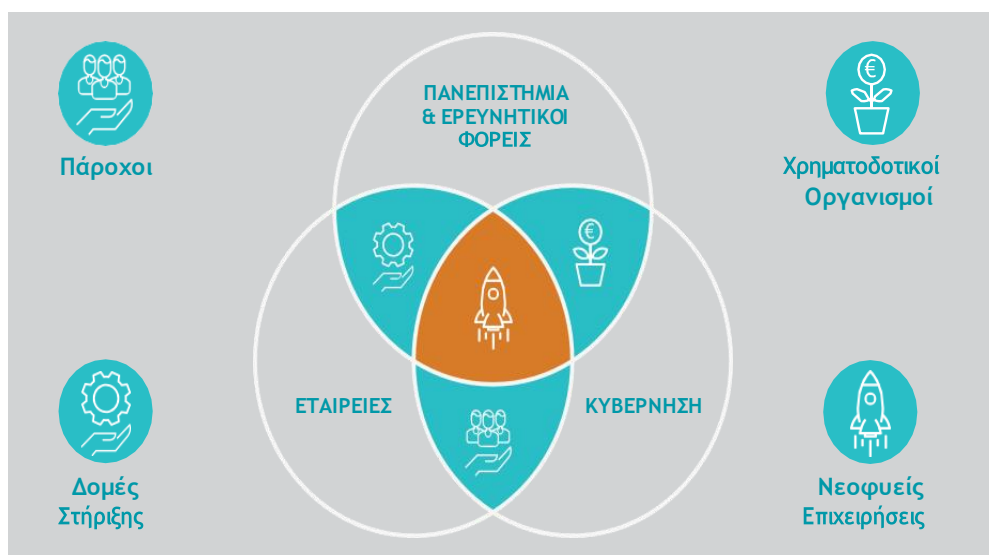 ΠΑΝΕΠΙΣΤΗΜΙΑ
& ΕΡΕΥΝΗΤΙΚΟΙ
ΦΟΡΕΙΣ
Πάροχοι
Χρηματοδοτικοί
Οργανισμοί
€
€
ΕΤΑΙΡΕΙΕΣ
ΚΥΒΕΡΝΗΣΗ
Δομές
Στήριξης
Νεοφυείς
Επιχειρήσεις